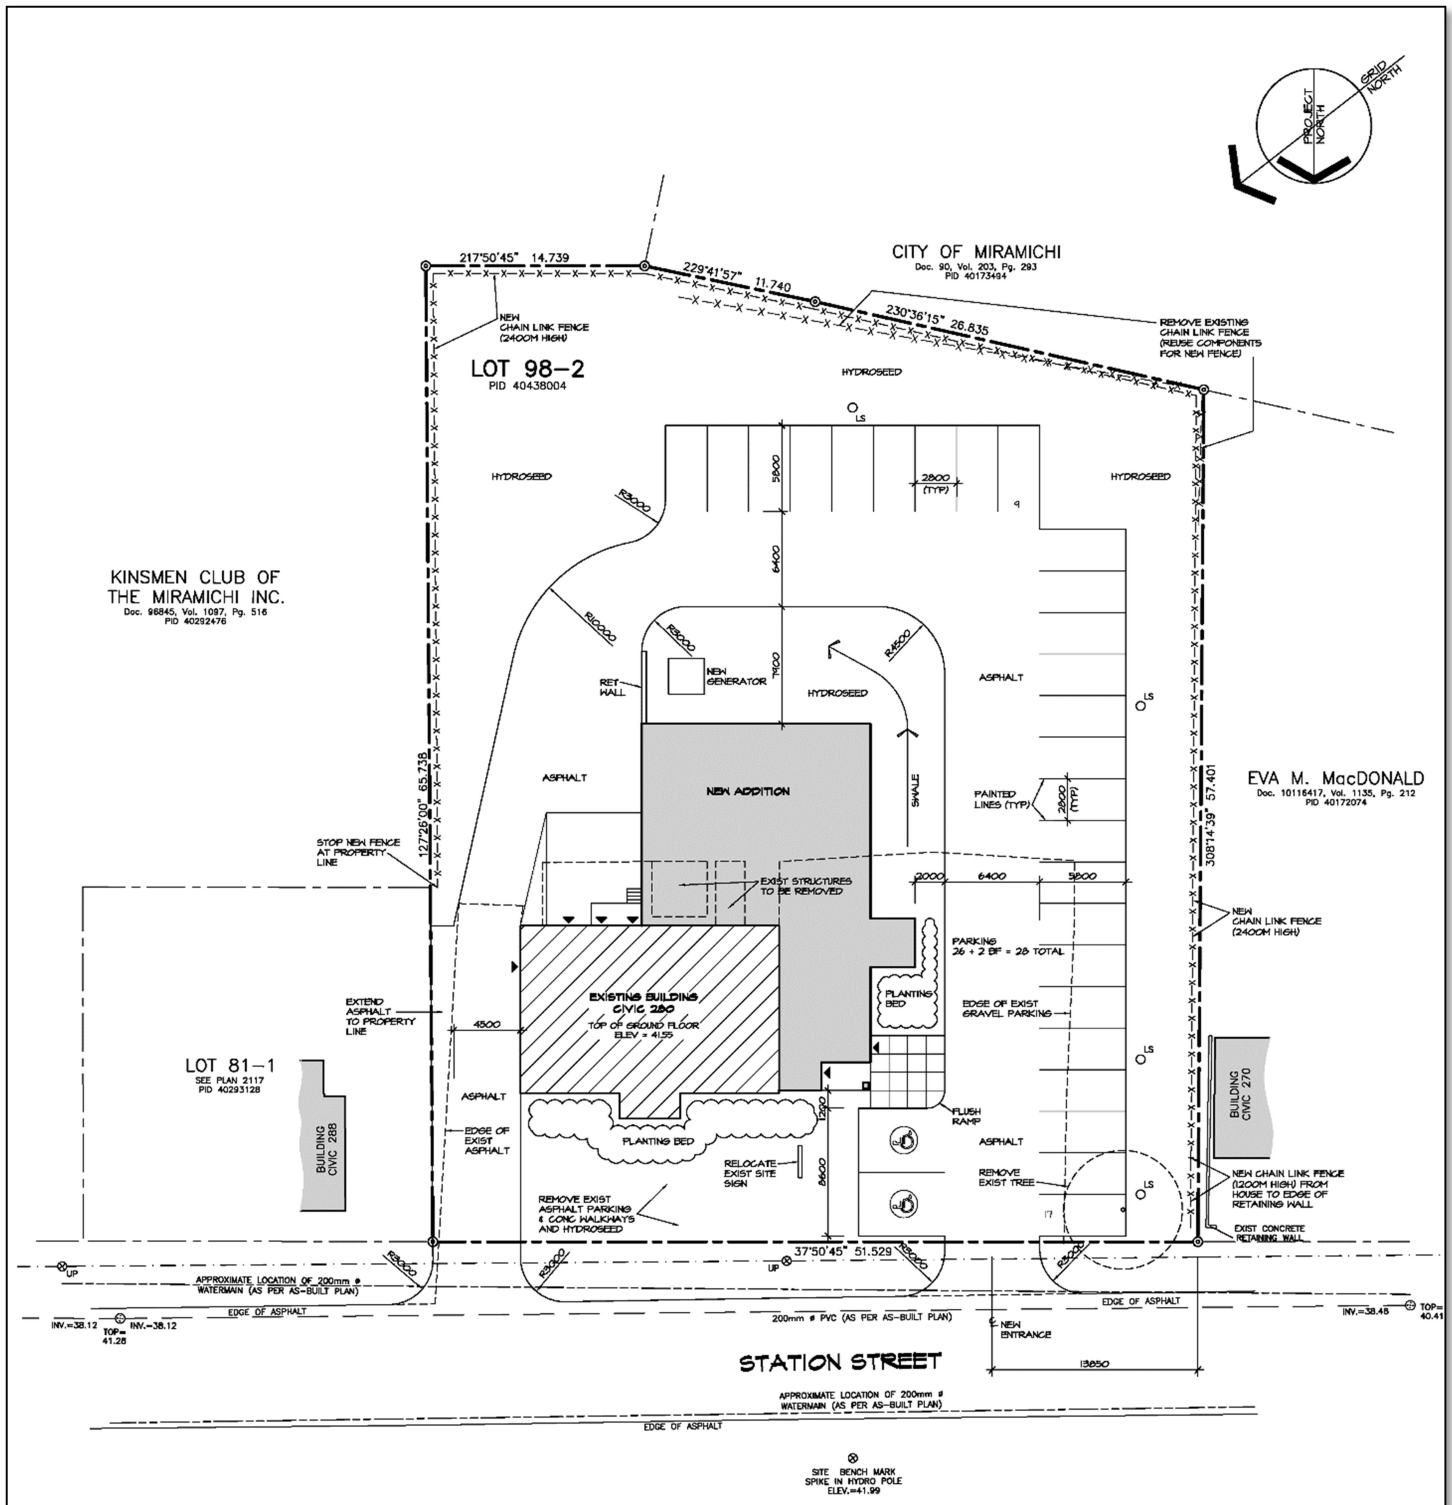 GRID
NORTH
PROJECT
NORTH
CITY OF MIRAMICHI
Doc. 90, Vol. 203, Pg. 293
PID 40173494
217°50'45" 14.739
229°41'57" 11.740
230°36'15" 26.835
NEW
CHAIN LINK FENCE
(2400M HIGH)
REMOVE EXISTING
CHAIN LINK FENCE
(REUSE COMPONENTS
FOR NEW FENCE)
LOT 98-2
PID 40438004
HYDROSEED
LS
HYDROSEED
5800
2800
(TYP)
HYDROSEED
R3000
9
6400
KINSMEN CLUB OF
THE MIRAMICHI INC.
Doc. 96845, Vol. 1097, Pg. 516
PID 40292476
R10000
R3000
R4500
7900
NEW
GENERATOR
RET
WALL
HYDROSEED
ASPHALT
LS
127°26'00" 65.738
ASPHALT
NEW ADDITION
SWALE
PAINTED
LINES (TYP)
2800
(TYP)
308°14'39" 57.401
EVA M. MacDONALD
Doc. 10116417, Vol. 1135, Pg. 212
PID 40172074
STOP NEW FENCE
AT PROPERTY
LINE
EXIST STRUCTURES
TO BE REMOVED
2000
6400
5800
NEW
CHAIN LINK FENCE
(2400M HIGH)
PARKING
26 + 2 BF = 28 TOTAL
EXTEND
ASPHALT
TO PROPERTY
LINE
4500
EXISTING BUILDING
CIVIC 280
TOP OF GROUND FLOOR
ELEV = 41.55
PLANTING
BED
EDGE OF EXIST
GRAVEL PARKING
LS
LOT 81-1
SEE PLAN 2117
PID 40293128
BUILDING
CIVIC 288
ASPHALT
EDGE OF
EXIST
ASPHALT
PLANTING BED
1200
FLUSH
RAMP
ASPHALT
BUILDING
CIVIC 270
RELOCATE
EXIST SITE
SIGN
8600
REMOVE
EXIST TREE
LS
NEW CHAIN LINK FENCE
(1200M HIGH) FROM
HOUSE TO EDGE OF
RETAINING WALL
REMOVE EXIST
ASPHALT PARKING
& CONC WALKWAYS
AND HYDROSEED
17
EXIST CONCRETE
RETAINING WALL
37°50'45" 51.529
R3000
R3000
R3000
R3000
UP
UP
APPROXIMATE LOCATION OF 200mm ø
WATERMAIN (AS PER AS-BUILT PLAN)
EDGE OF ASPHALT
EDGE OF ASPHALT
INV.=38.12
TOP=
41.28
INV.=38.12
200mm ø PVC (AS PER AS-BUILT PLAN)
NEW
ENTRANCE
INV.=38.48
TOP=
40.41
STATION STREET
13850
APPROXIMATE LOCATION OF 200mm ø
WATERMAIN (AS PER AS-BUILT PLAN)
EDGE OF ASPHALT
SITE BENCH MARK
SPIKE IN HYDRO POLE
ELEV.=41.99